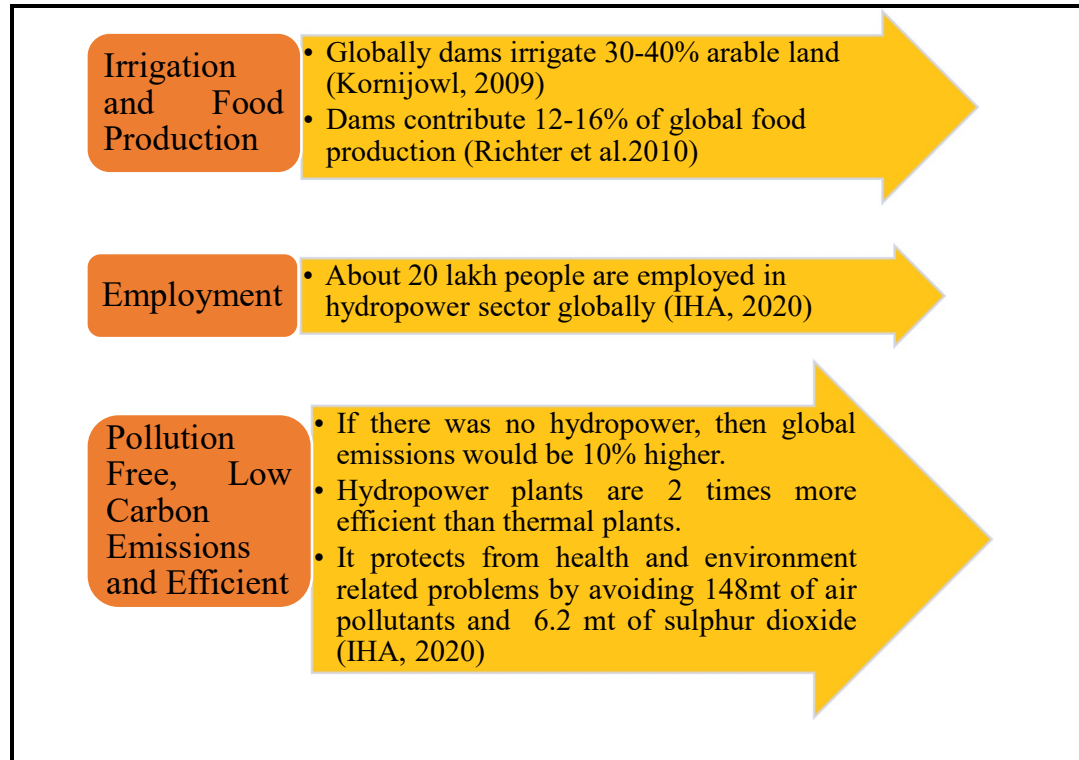 Irrigation
and Food
Production
• Globally dams irrigate 30-40% arable land
(Kornijowl, 2009)
• Dams contribute 12-16% of global food
production (Richter et al.2010)
Employment
• About 20 lakh people are employed in
hydropower sector globally (IHA, 2020)
Pollution
Free, Low
Carbon
Emissions
and Efficient
• If there was no hydropower, then global
emissions would be 10% higher.
• Hydropower plants are 2 times more
efficient than thermal plants.
• It protects from health and environment
related problems by avoiding 148mt of air
pollutants and 6.2 mt of sulphur dioxide
(IHA, 2020)